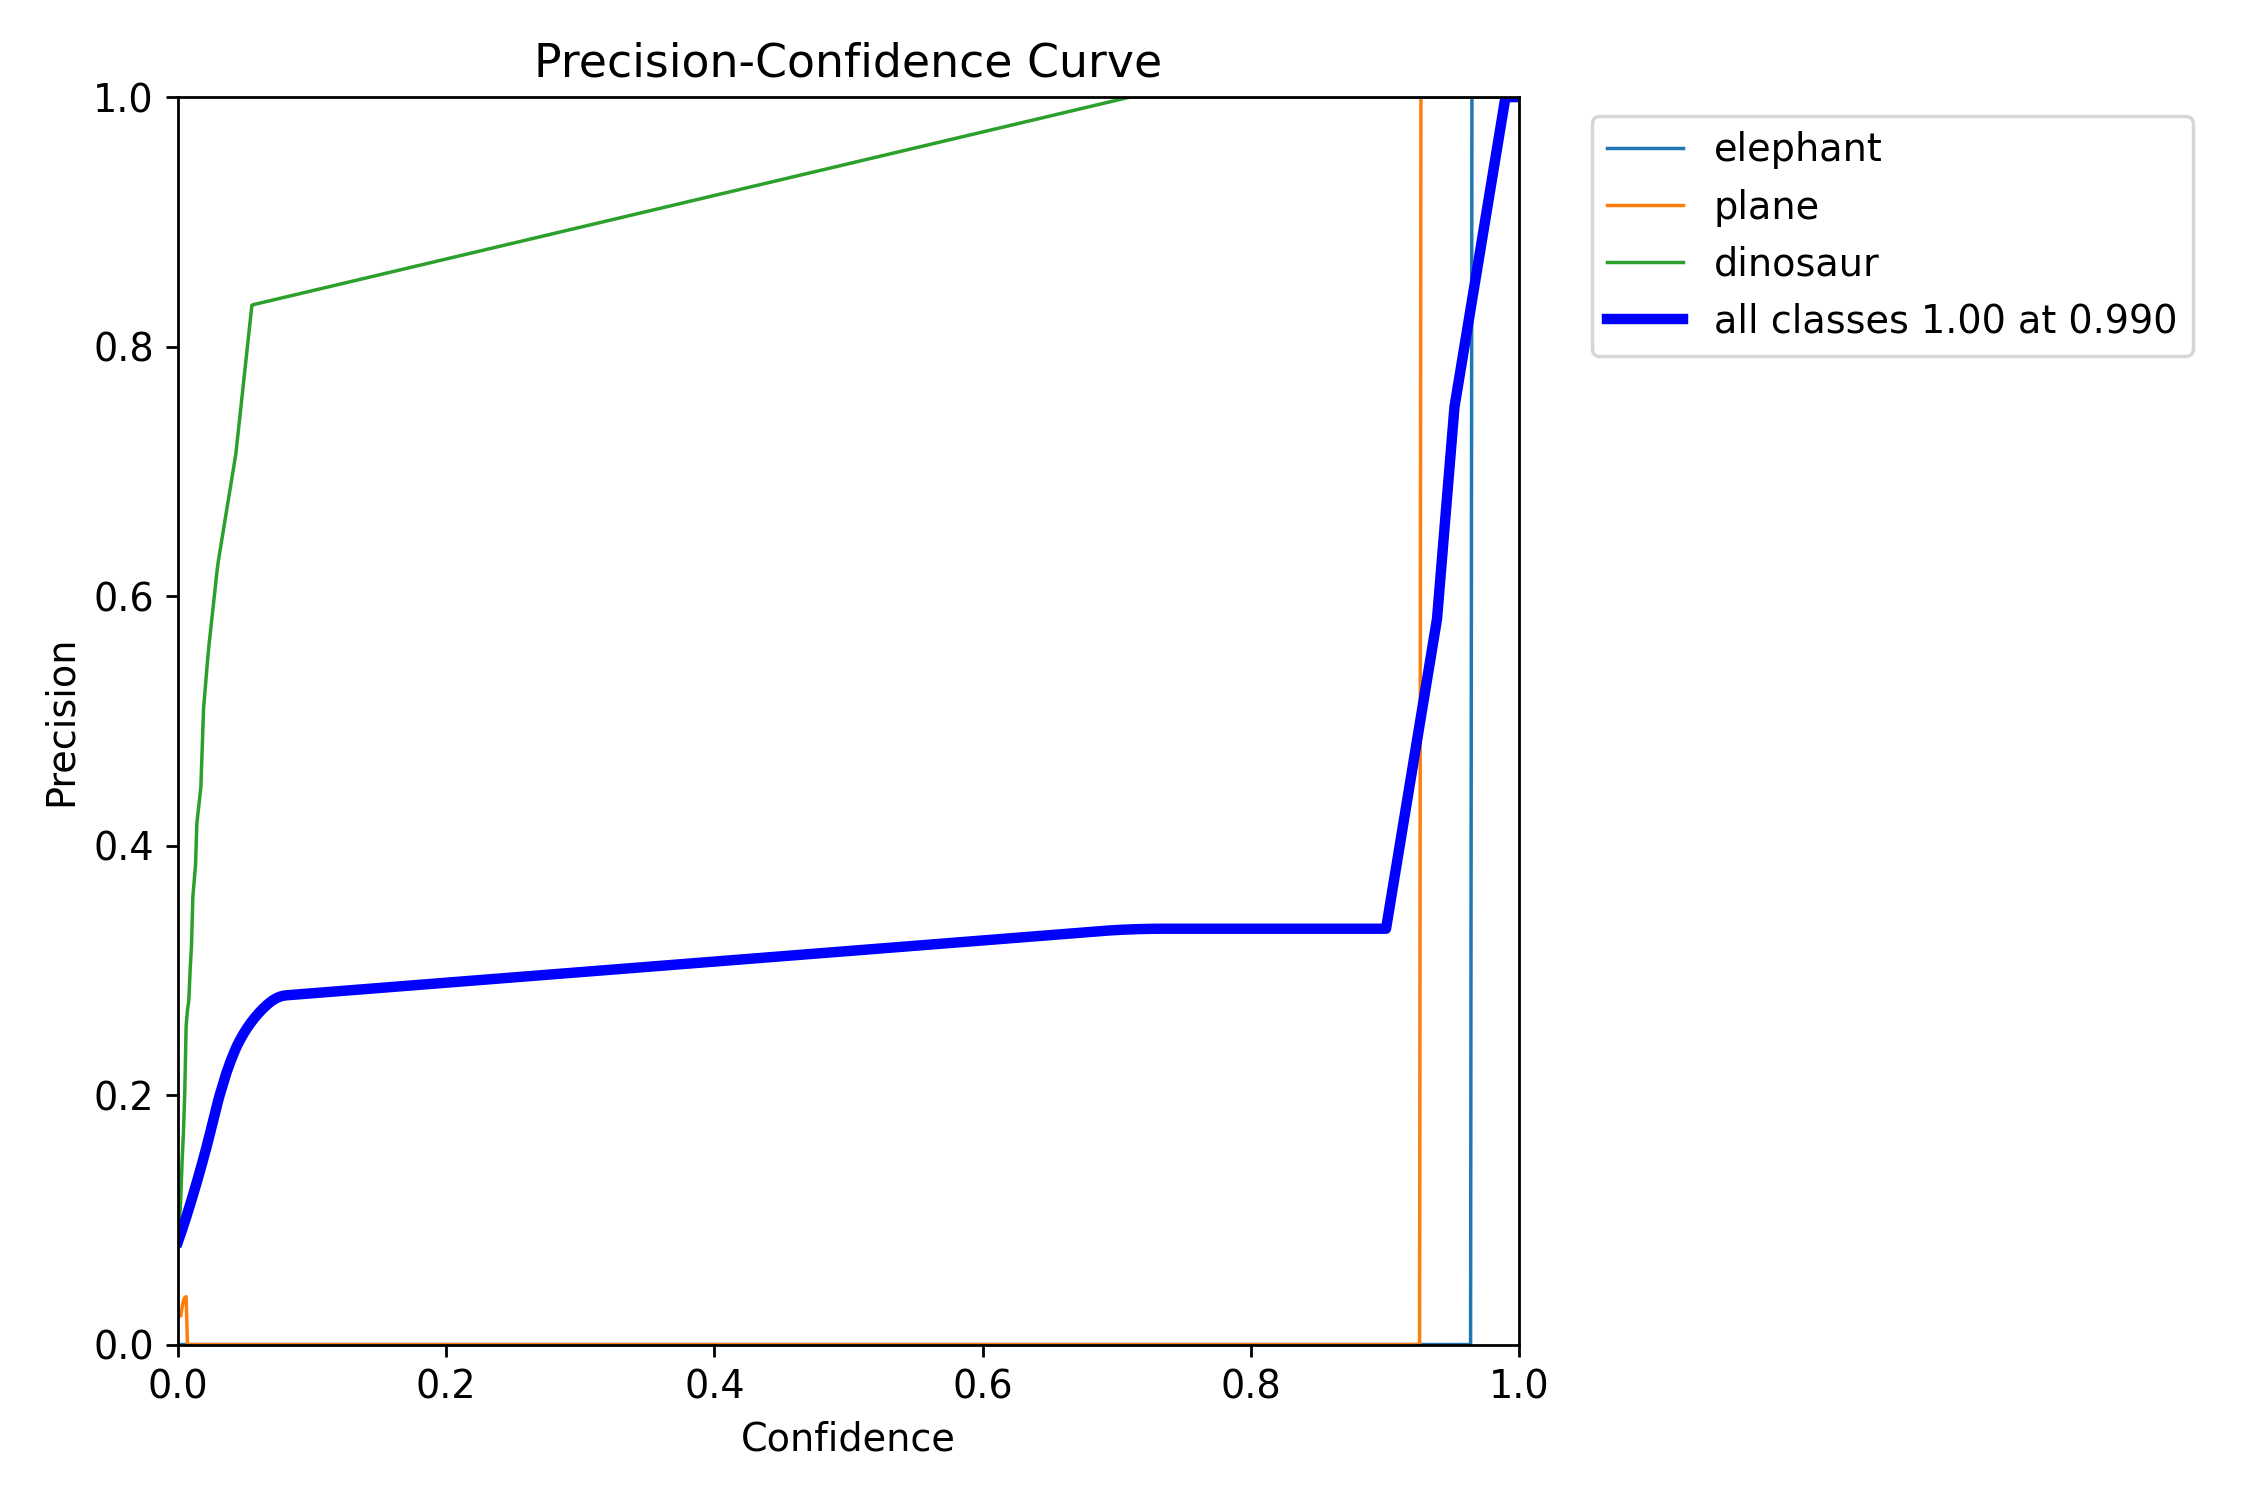 Precision-Confidence Curve
1.0
0.8
0.6
0.4
0.2
0.0
Precision
0.0 0.2 0.4 0.6 0.8 1.0
Confidence
elephant
plane
dinosaur
all classes 1.00 at 0.990